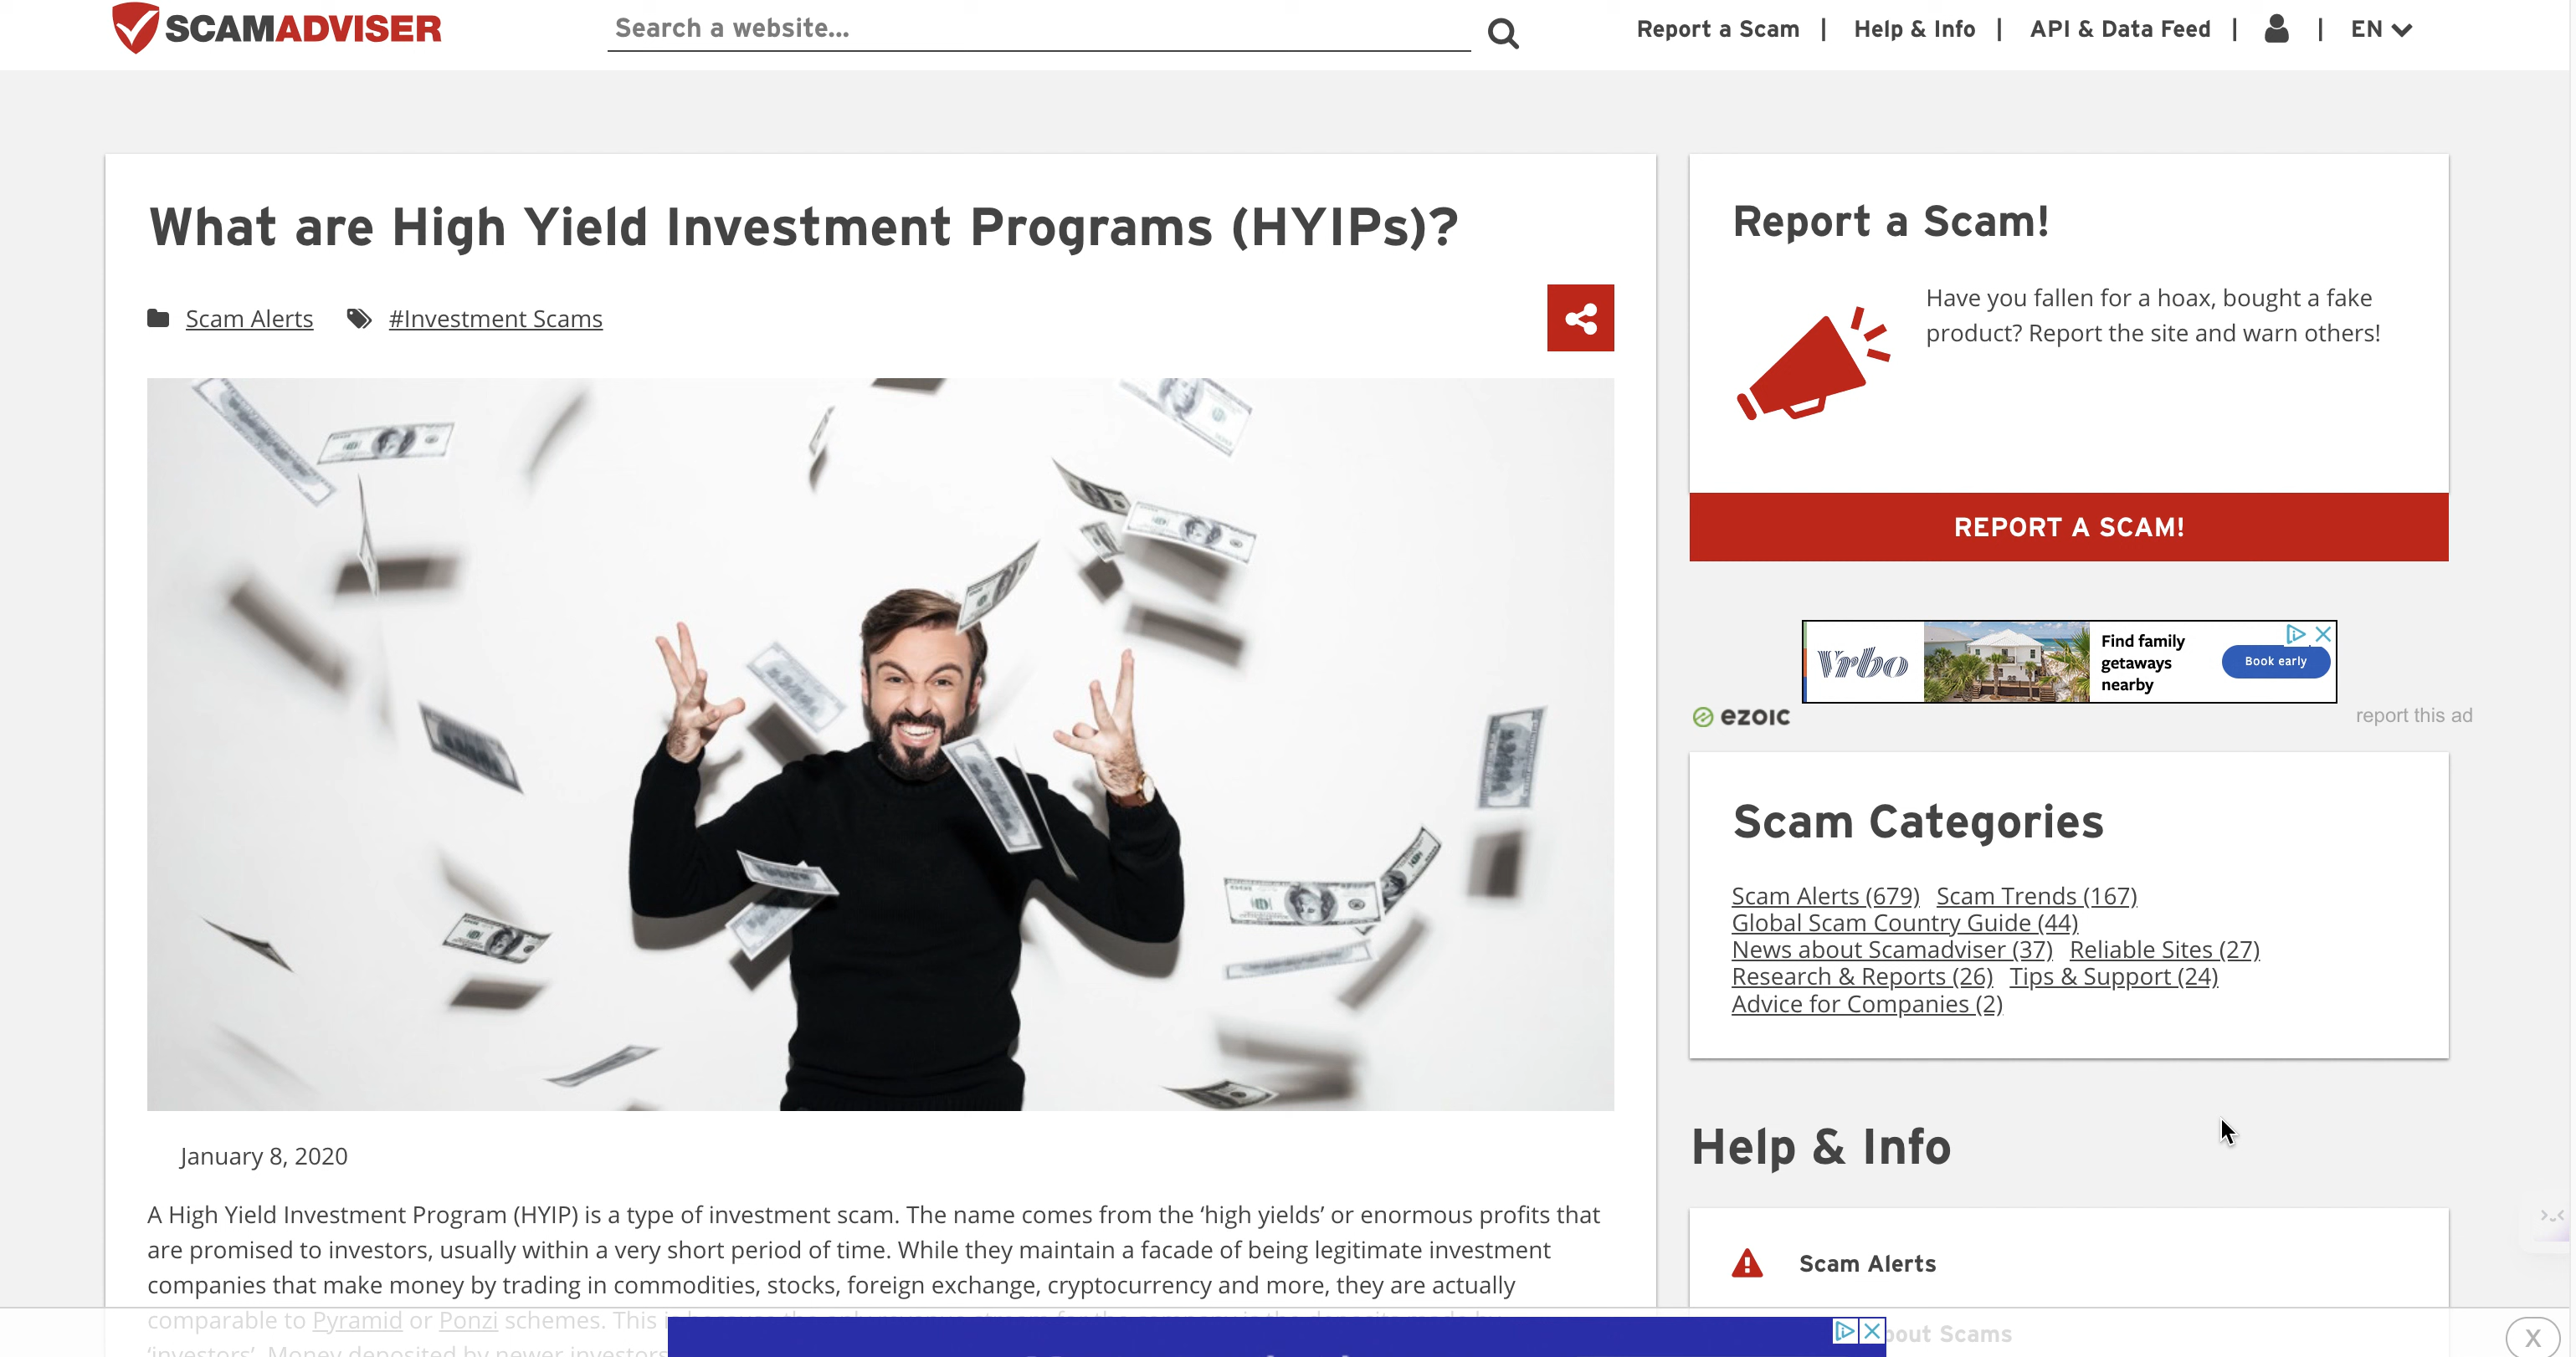 SCAMADVISER
Search a website...
Report a Scam | Help & Info | API & Data Feed | | EN
What are High Yield Investment Programs (HYIPs)?
Scam Alerts #Investment Scams
January 8, 2020
A High Yield Investment Program (HYIP) is a type of investment scam. The name comes from the ‘high yields’ or enormous profits that
are promised to investors, usually within a very short period of time. While they maintain a facade of being legitimate investment
companies that make money by trading in commodities, stocks, foreign exchange, cryptocurrency and more, they are actually
comparable to Pyramid or Ponzi schemes. This
‘investors’. Money deposited by newer investors
Report a Scam!
Have you fallen for a hoax, bought a fake
product? Report the site and warn others!
REPORT A SCAM!
Vrbo
Find family
getaways
nearby
Book early
ezoic
report this ad
Scam Categories
Scam Alerts (679) Scam Trends (167)
Global Scam Country Guide (44)
News about Scamadviser (37) Reliable Sites (27)
Research & Reports (26) Tips & Support (24)
Advice for Companies (2)
Help & Info
Scam Alerts
bout Scams
X